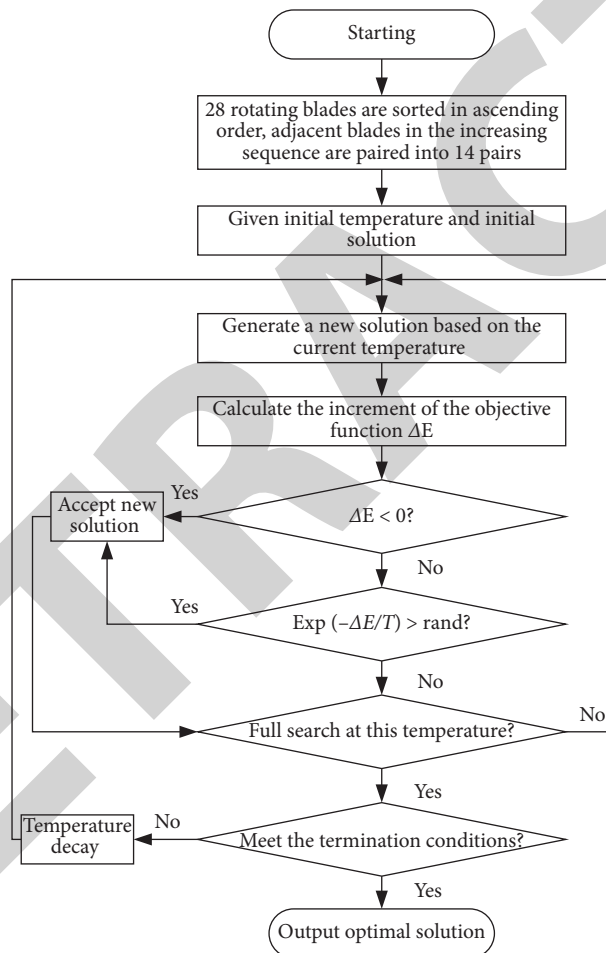 Starting
28 rotating blades are sorted in ascending
order, adjacent blades in the increasing
sequence are paired into 14 pairs
Given initial temperature and initial
solution
Generate a new solution based on the
current temperature
Calculate the increment of the objective
function ΔE
Yes
Accept new
solution
ΔE < 0?
No
Yes
Exp (–ΔE/T) > rand?
No
Full search at this temperature?
No
Yes
Temperature
decay
No
Meet the termination conditions?
Yes
Output optimal solution